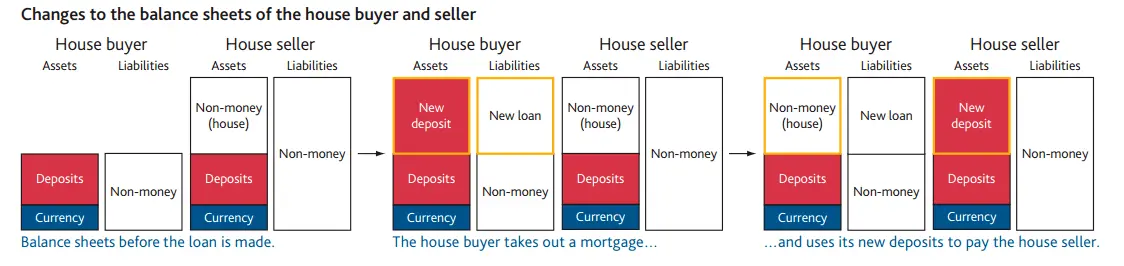 Changes to the balance sheets of the house buyer and seller
House buyer
House seller
Assets
Liabilities
Assets
Liabilities
Non-money
(house)
Non-money
Deposits
Non-money
Deposits
Currency
Currency
Balance sheets before the loan is made.
House buyer
House seller
Assets
Liabilities
Assets
Liabilities
New
deposit
New loan
Non-money
(house)
Non-money
Deposits
Non-money
Deposits
Currency
Currency
The house buyer takes out a mortgage…
House buyer
House seller
Assets
Liabilities
Assets
Liabilities
Non-money
(house)
New loan
New
deposit
Non-money
Deposits
Non-money
Deposits
Currency
Currency
…and uses its new deposits to pay the house seller.